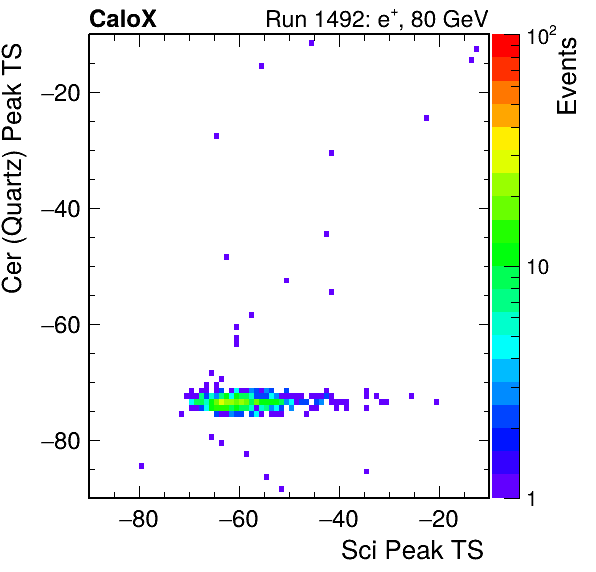 CaloX Run 1492: e⁺, 80 GeV
Cer (Quartz) Peak TS
−20
−40
−60
−80
−80 −60 −40 −20
Sci Peak TS
10²
10
1
Events